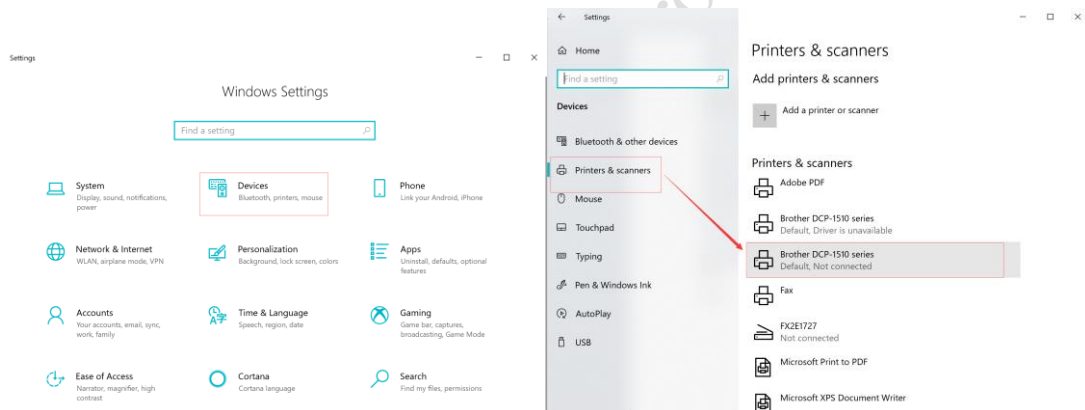 Settings
Windows Settings
Find a setting
System
Display, sound, notifications,
power
Devices
Bluetooth, printers, mouse
Phone
Link your Android, iPhone
Network & Internet
WLAN, airplane mode, VPN
Personalization
Background, lock screen, colors
Apps
Uninstall, defaults, optional
features
Accounts
Your accounts, email, sync,
work, family
Time & Language
Speech, region, date
Gaming
Game bar, captures,
broadcasting, Game Mode
Ease of Access
Narrator, magnifier, high
contrast
Cortana
Cortana language
Search
Find my files, permissions
Settings
Home
Find a setting
Devices
Bluetooth & other devices
Printers & scanners
Mouse
Touchpad
Typing
Pen & Windows Ink
AutoPlay
USB
Printers & scanners
Add printers & scanners
Add a printer or scanner
Printers & scanners
Adobe PDF
Brother DCP-1510 series
Default, Driver is unavailable
Brother DCP-1510 series
Default, Not connected
Fax
FX2E1727
Not connected
Microsoft Print to PDF
Microsoft XPS Document Writer